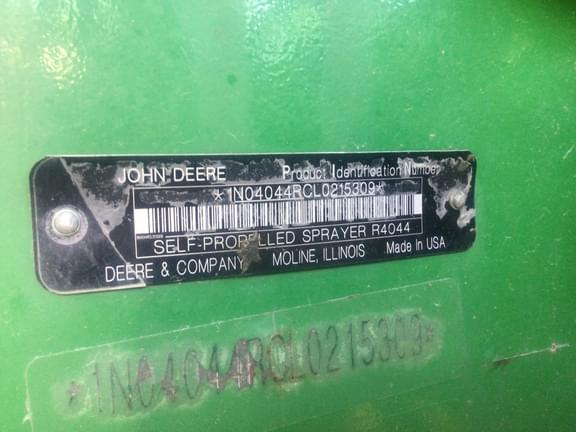 JOHN DEERE Product Identification Number
*1N04044RCL0215309*
SELF-PROPELLED SPRAYER R4044
DEERE & COMPANY MOLINE, ILLINOIS Made In USA
*1N04044RCL0215309*